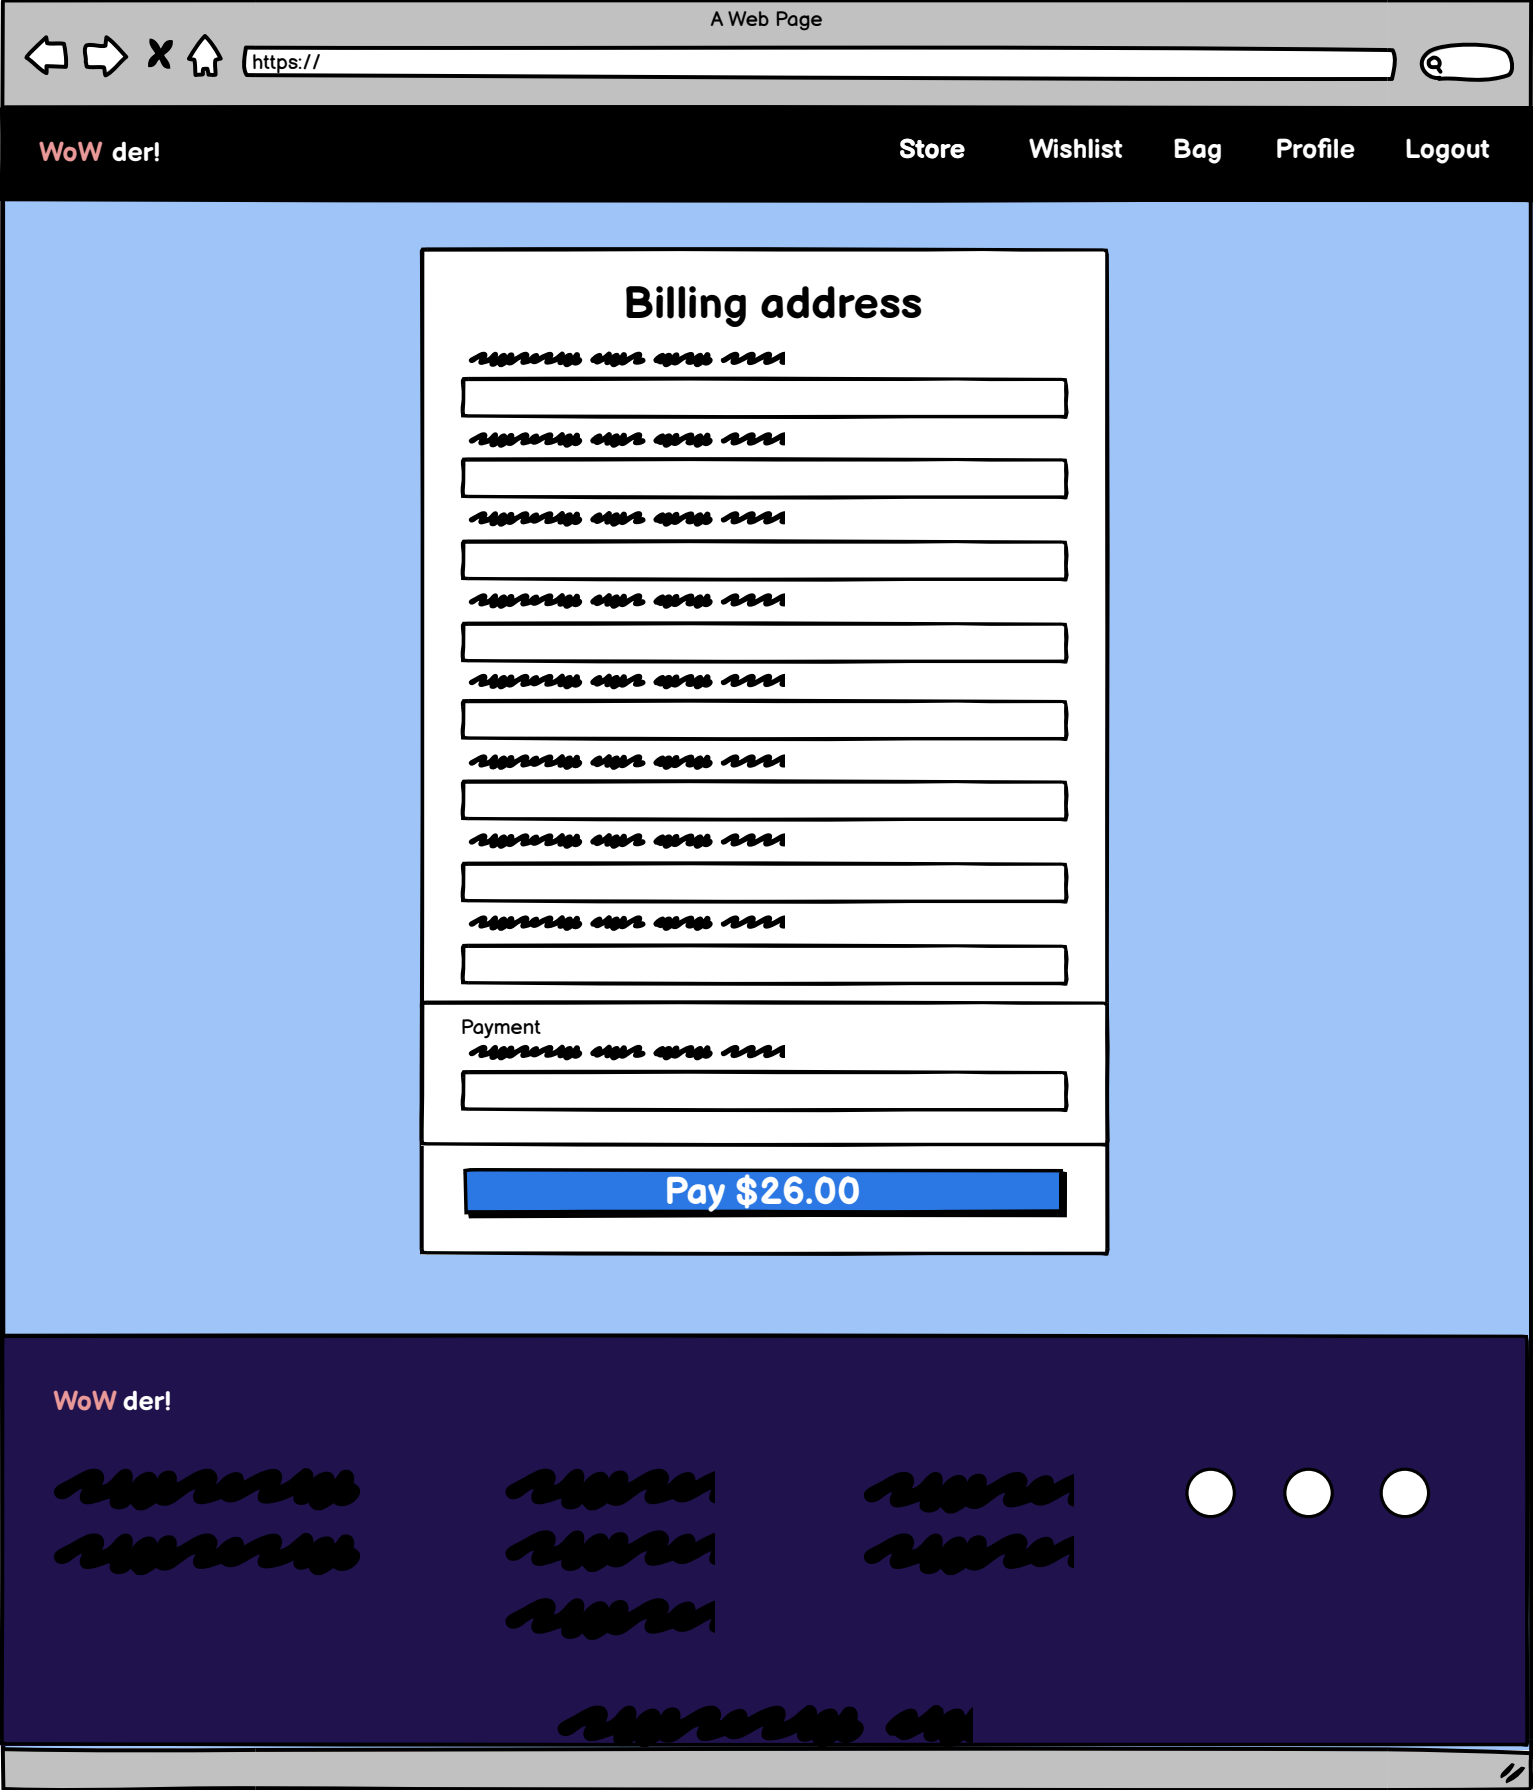 A Web Page
https://
WoW der!
Store Wishlist Bag Profile Logout
Billing address
Payment
Pay $26.00
WoW der!